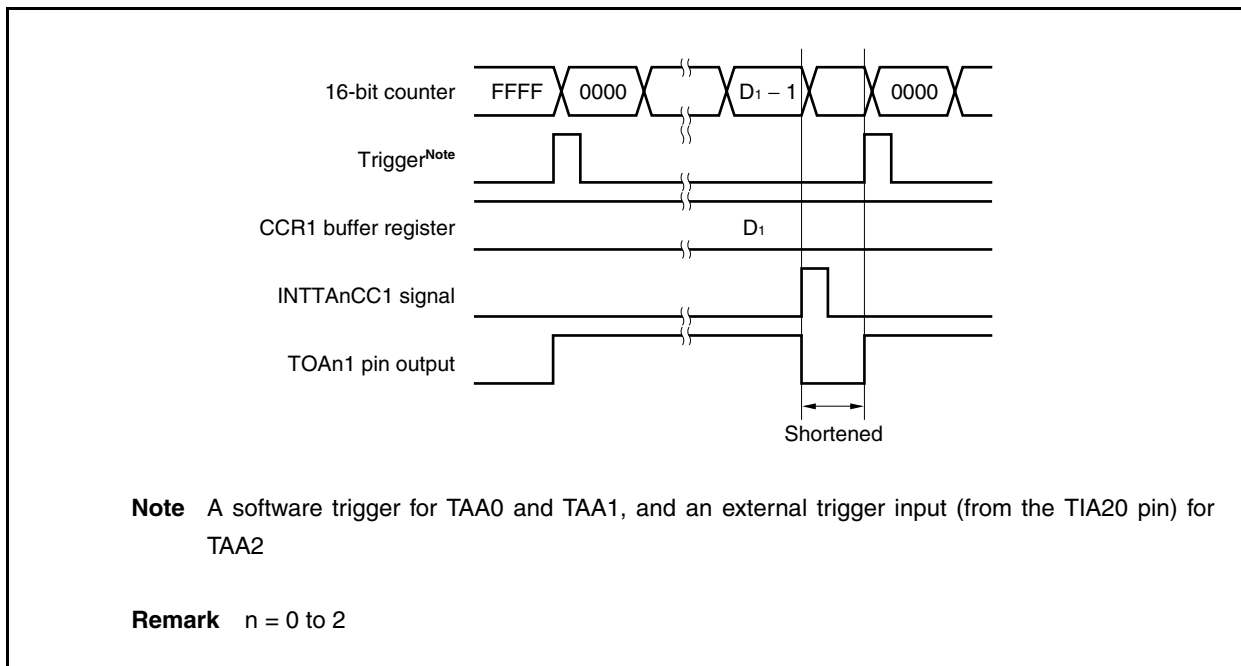 16-bit counter FFFF 0000 D1 − 1 0000
TriggerNote
CCR1 buffer register D1
INTTAnCC1 signal
TOAn1 pin output
Shortened
Note A software trigger for TAA0 and TAA1, and an external trigger input (from the TIA20 pin) for
TAA2
Remark n = 0 to 2